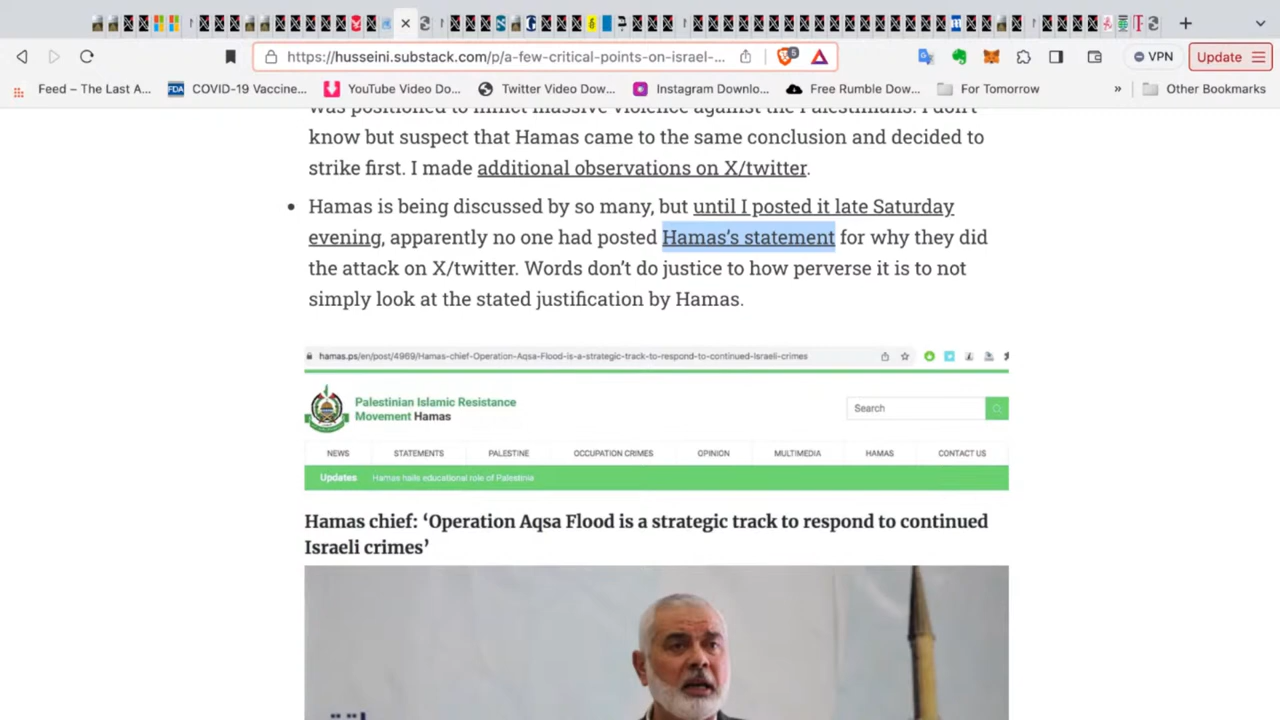 https://husseini.substack.com/p/a-few-critical-points-on-israel-...
5
VPN
Update
Feed – The Last A...
FDA
COVID-19 Vaccine...
YouTube Video Do...
Twitter Video Dow...
Instagram Downlo...
Free Rumble Dow...
For Tomorrow
»
Other Bookmarks
was positioned to inflict massive violence against the Palestinians. I don't
know but suspect that Hamas came to the same conclusion and decided to
strike first. I made additional observations on X/twitter.
• Hamas is being discussed by so many, but until I posted it late Saturday
evening, apparently no one had posted Hamas's statement for why they did
the attack on X/twitter. Words don't do justice to how perverse it is to not
simply look at the stated justification by Hamas.
hamas.ps/en/post/4969/Hamas-chief-Operation-Aqsa-Flood-is-a-strategic-track-to-respond-to-continued-Israeli-crimes
Palestinian Islamic Resistance
Movement Hamas
Search
NEWS STATEMENTS PALESTINE OCCUPATION CRIMES OPINION MULTIMEDIA HAMAS CONTACT US
Updates Hamas hails educational role of Palestinia
Hamas chief: ‘Operation Aqsa Flood is a strategic track to respond to continued
Israeli crimes’